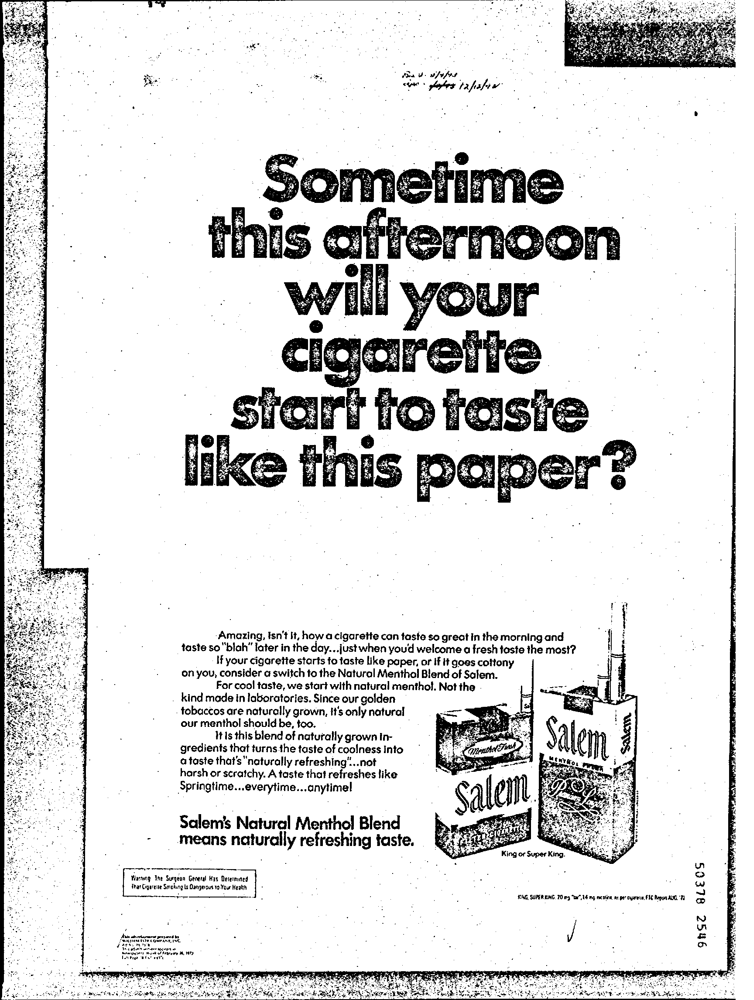 Sometime
this afternoon
will your
cigarette
start to taste
like this paper?
Amazing, isn't it, how a cigarette can taste so great in the morning and
taste so "blah" later in the day...just when you'd welcome a fresh taste the most?
If your cigarette starts to taste like paper, or if it goes cottony
on you, consider a switch to the Natural Menthol Blend of Salem.
For cool taste, we start with natural menthol. Not the
kind made in laboratories. Since our golden
tobaccos are naturally grown, it's only natural
our menthol should be, too.
It is this blend of naturally grown in-
gredients that turns the taste of coolness into
a taste that's "naturally refreshing"...not
harsh or scratchy. A taste that refreshes like
Springtime...everytime...anytime!
Salem's Natural Menthol Blend
means naturally refreshing taste.
Menthol Fresh
Salem
Salem
Salem
MENTHOL
King or Super King.
Warning: The Surgeon General Has Determined
That Cigarette Smoking Is Dangerous to Your Health
KING, SUPER KING: 20 mg. "tar", 1.4 mg. nicotine, av. per cigarette, FTC Report AUG. '72
50378 2546